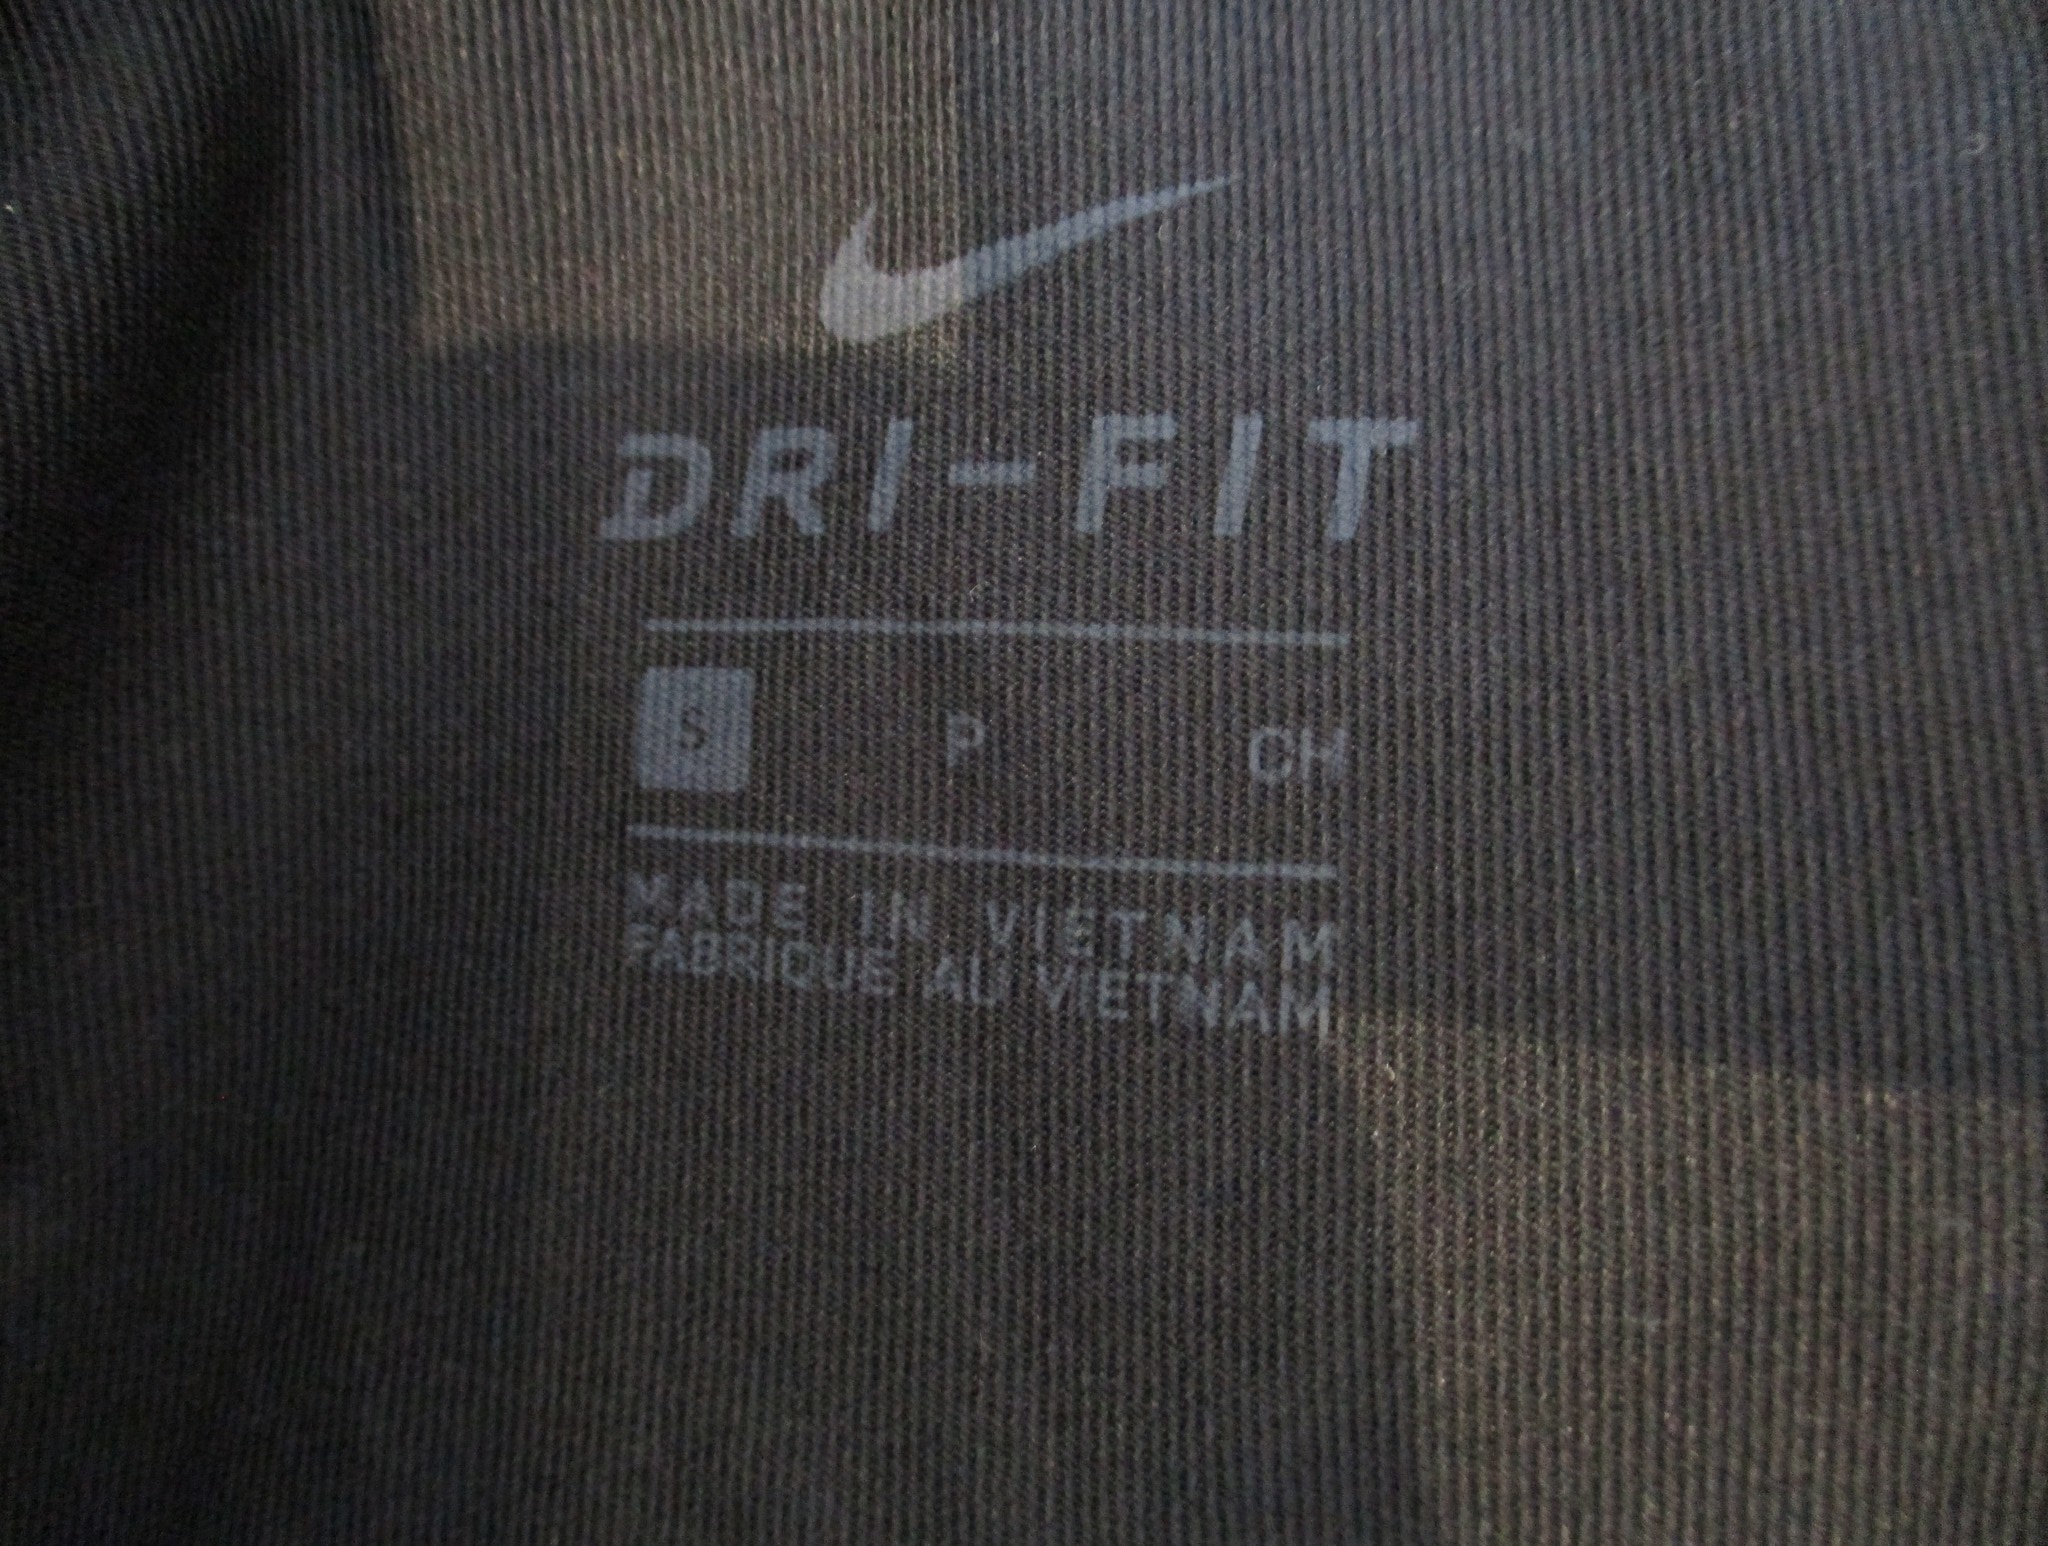 DRI-FIT
S P CH
MADE IN VIETNAM
FABRIQUE AU VIETNAM